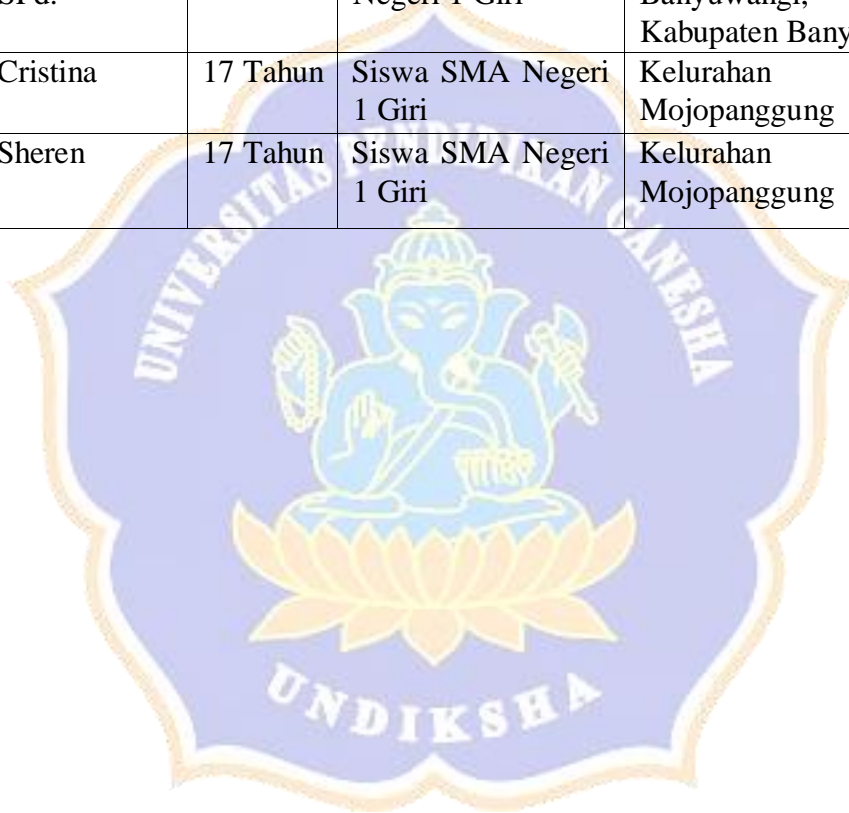 SPd. Negeri 1 Giri Banyuwangi,
Kabupaten Bany
Cristina 17 Tahun Siswa SMA Negeri Kelurahan
1 Giri Mojopanggung
Sheren 17 Tahun Siswa SMA Negeri Kelurahan
1 Giri Mojopanggung
UNIVERSITAS PENDIDIKAN GANESHA
UNDIKSHA